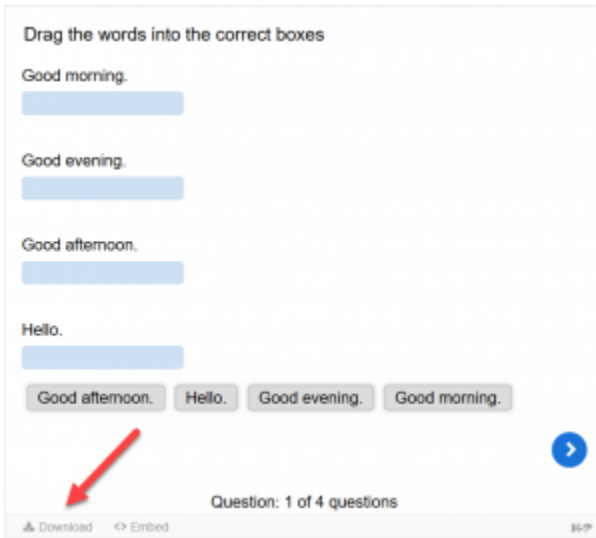 Drag the words into the correct boxes
Good morning.
Good evening.
Good afternoon.
Hello.
Good afternoon. Hello. Good evening. Good morning.
Question: 1 of 4 questions
Download <> Embed
H5P